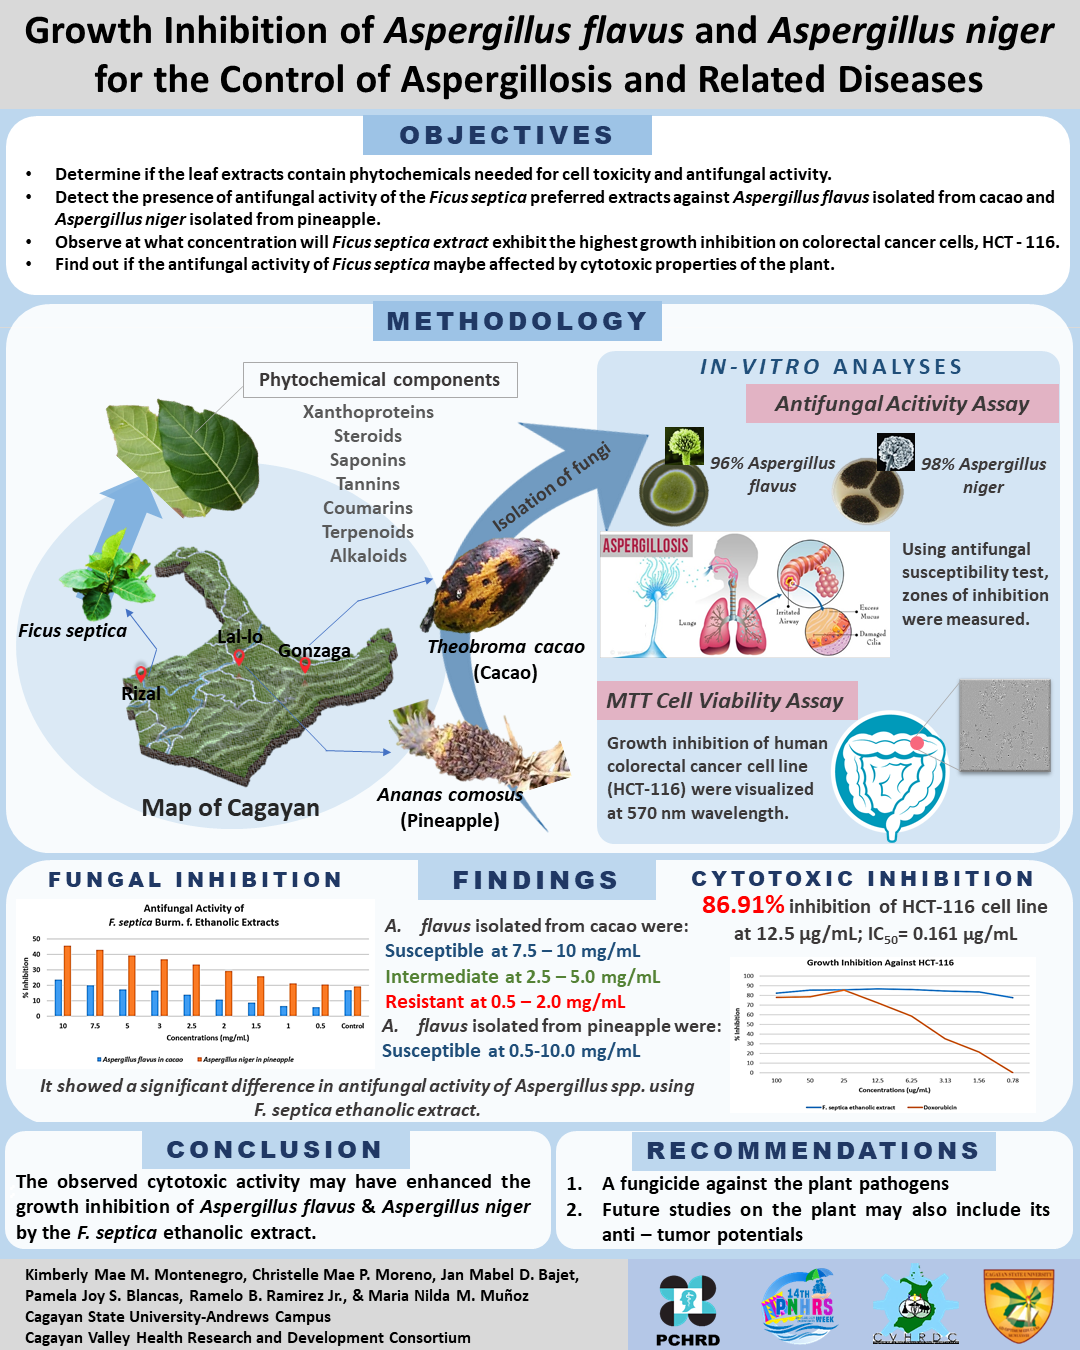 Growth Inhibition of Aspergillus flavus and Aspergillus niger
for the Control of Aspergillosis and Related Diseases
OBJECTIVES
• Determine if the leaf extracts contain phytochemicals needed for cell toxicity and antifungal activity.
• Detect the presence of antifungal activity of the Ficus septica preferred extracts against Aspergillus flavus isolated from cacao and
Aspergillus niger isolated from pineapple.
• Observe at what concentration will Ficus septica extract exhibit the highest growth inhibition on colorectal cancer cells, HCT - 116.
• Find out if the antifungal activity of Ficus septica maybe affected by cytotoxic properties of the plant.
METHODOLOGY
Phytochemical components
Xanthoproteins
Steroids
Saponins
Tannins
Coumarins
Terpenoids
Alkaloids
Isolation of fungi
Ficus septica
Lal-lo
Gonzaga
Rizal
Map of Cagayan
Theobroma cacao
(Cacao)
Ananas comosus
(Pineapple)
IN-VITRO ANALYSES
Antifungal Acitivity Assay
96% Aspergillus
flavus
98% Aspergillus
niger
ASPERGILLOSIS
Lungs
Irritated
Airway
Excess
Mucus
Damaged
Cilia
Using antifungal
susceptibility test,
zones of inhibition
were measured.
MTT Cell Viability Assay
Growth inhibition of human
colorectal cancer cell line
(HCT-116) were visualized
at 570 nm wavelength.
FUNGAL INHIBITION
Antifungal Activity of
F. septica Burm. f. Ethanolic Extracts
% Inhibition
50
40
30
20
10
0
10 7.5 5 3 2.5 2 1.5 1 0.5 Control
Concentrations (mg/mL)
Aspergillus flavus in cacao Aspergillus niger in pineapple
FINDINGS
A. flavus isolated from cacao were:
Susceptible at 7.5 – 10 mg/mL
Intermediate at 2.5 – 5.0 mg/mL
Resistant at 0.5 – 2.0 mg/mL
A. flavus isolated from pineapple were:
Susceptible at 0.5-10.0 mg/mL
It showed a significant difference in antifungal activity of Aspergillus spp. using
F. septica ethanolic extract.
CYTOTOXIC INHIBITION
86.91% inhibition of HCT-116 cell line
at 12.5 µg/mL; IC50= 0.161 µg/mL
Growth Inhibition Against HCT-116
% Inhibition
100
90
80
70
60
50
40
30
20
10
0
100 50 25 12.5 6.25 3.13 1.56 0.78
Concentrations (ug/mL)
F. septica ethanolic extract Doxorubicin
CONCLUSION
The observed cytotoxic activity may have enhanced the
growth inhibition of Aspergillus flavus & Aspergillus niger
by the F. septica ethanolic extract.
RECOMMENDATIONS
1. A fungicide against the plant pathogens
2. Future studies on the plant may also include its
anti – tumor potentials
Kimberly Mae M. Montenegro, Christelle Mae P. Moreno, Jan Mabel D. Bajet,
Pamela Joy S. Blancas, Ramelo B. Ramirez Jr., & Maria Nilda M. Muñoz
Cagayan State University-Andrews Campus
Cagayan Valley Health Research and Development Consortium
PCHRD
14TH
PNHRS
WEEK
CVHRDC
CAGAYAN STATE UNIVERSITY